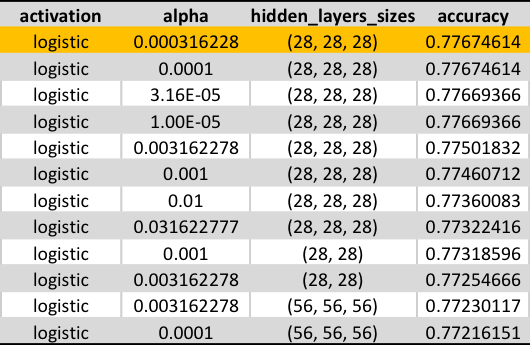 activation alpha hidden_layers_sizes accuracy
logistic 0.000316228 (28, 28, 28) 0.77674614
logistic 0.0001 (28, 28, 28) 0.77674614
logistic 3.16E-05 (28, 28, 28) 0.77669366
logistic 1.00E-05 (28, 28, 28) 0.77669366
logistic 0.003162278 (28, 28, 28) 0.77501832
logistic 0.001 (28, 28, 28) 0.77460712
logistic 0.01 (28, 28, 28) 0.77360083
logistic 0.031622777 (28, 28, 28) 0.77322416
logistic 0.001 (28, 28) 0.77318596
logistic 0.003162278 (28, 28) 0.77254666
logistic 0.003162278 (56, 56, 56) 0.77230117
logistic 0.0001 (56, 56, 56) 0.77216151